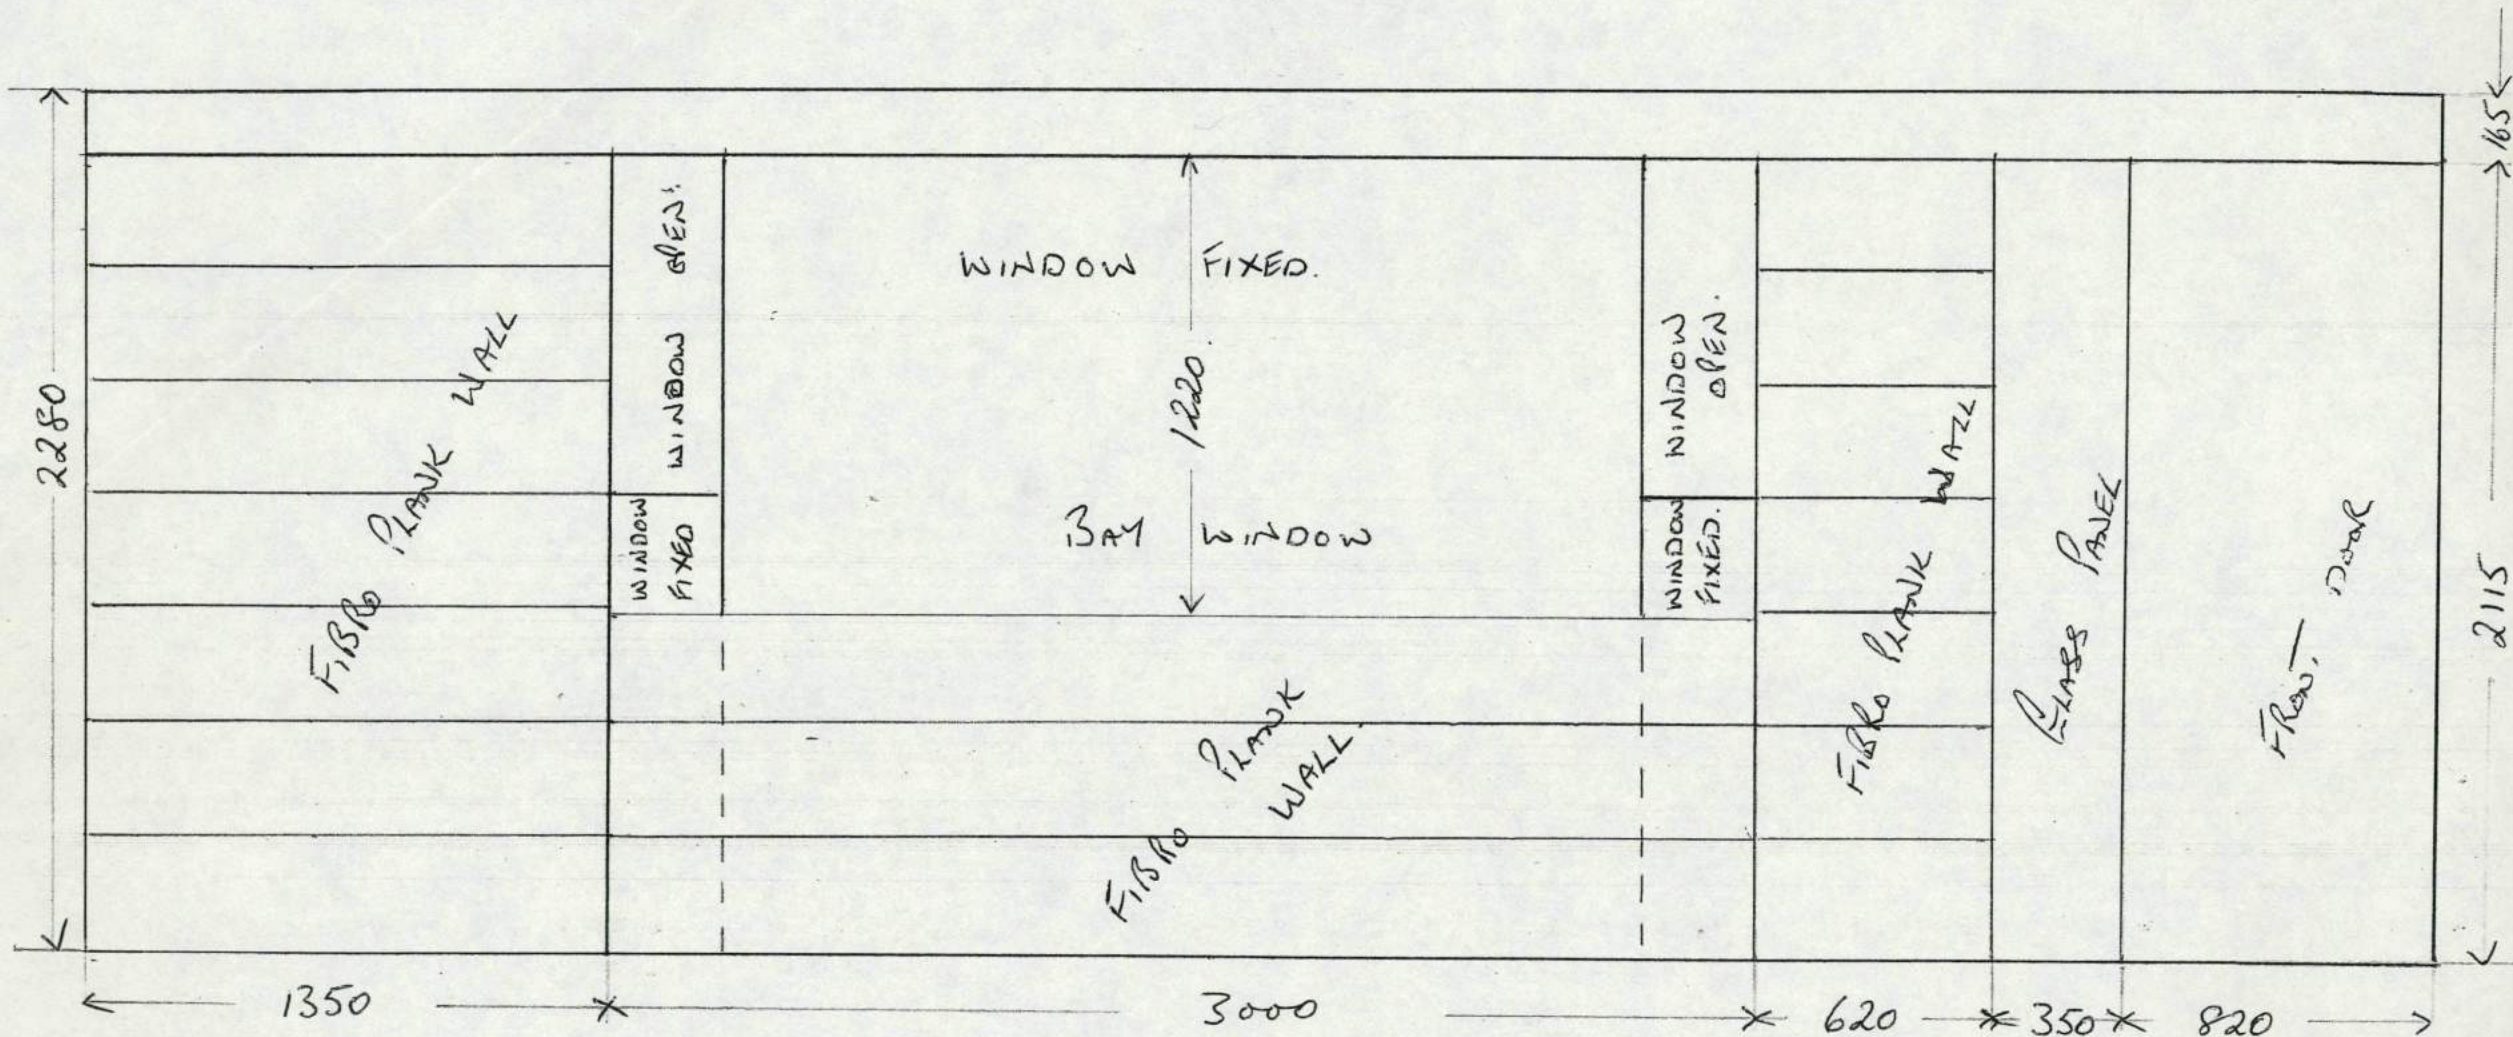 165
2280
WINDOW OPEN.
WINDOW FIXED.
WINDOW
OPEN.
1220.
FIBRO PLANK WALL
WINDOW
FIXED
BAY WINDOW
WINDOW
FIXED.
FIBRO PLANK WALL
GLASS PANEL
FRONT DOOR
2115
FIBRO PLANK
WALL.
1350
3000
620
350
820